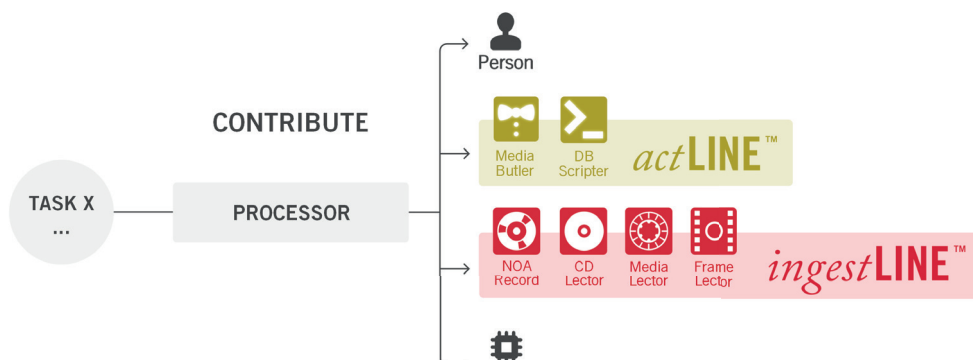 Person
CONTRIBUTE
Media
Butler
DB
Scripter
actLINE™
TASK X
...
PROCESSOR
NOA
Record
CD
Lector
Media
Lector
Frame
Lector
ingestLINE™